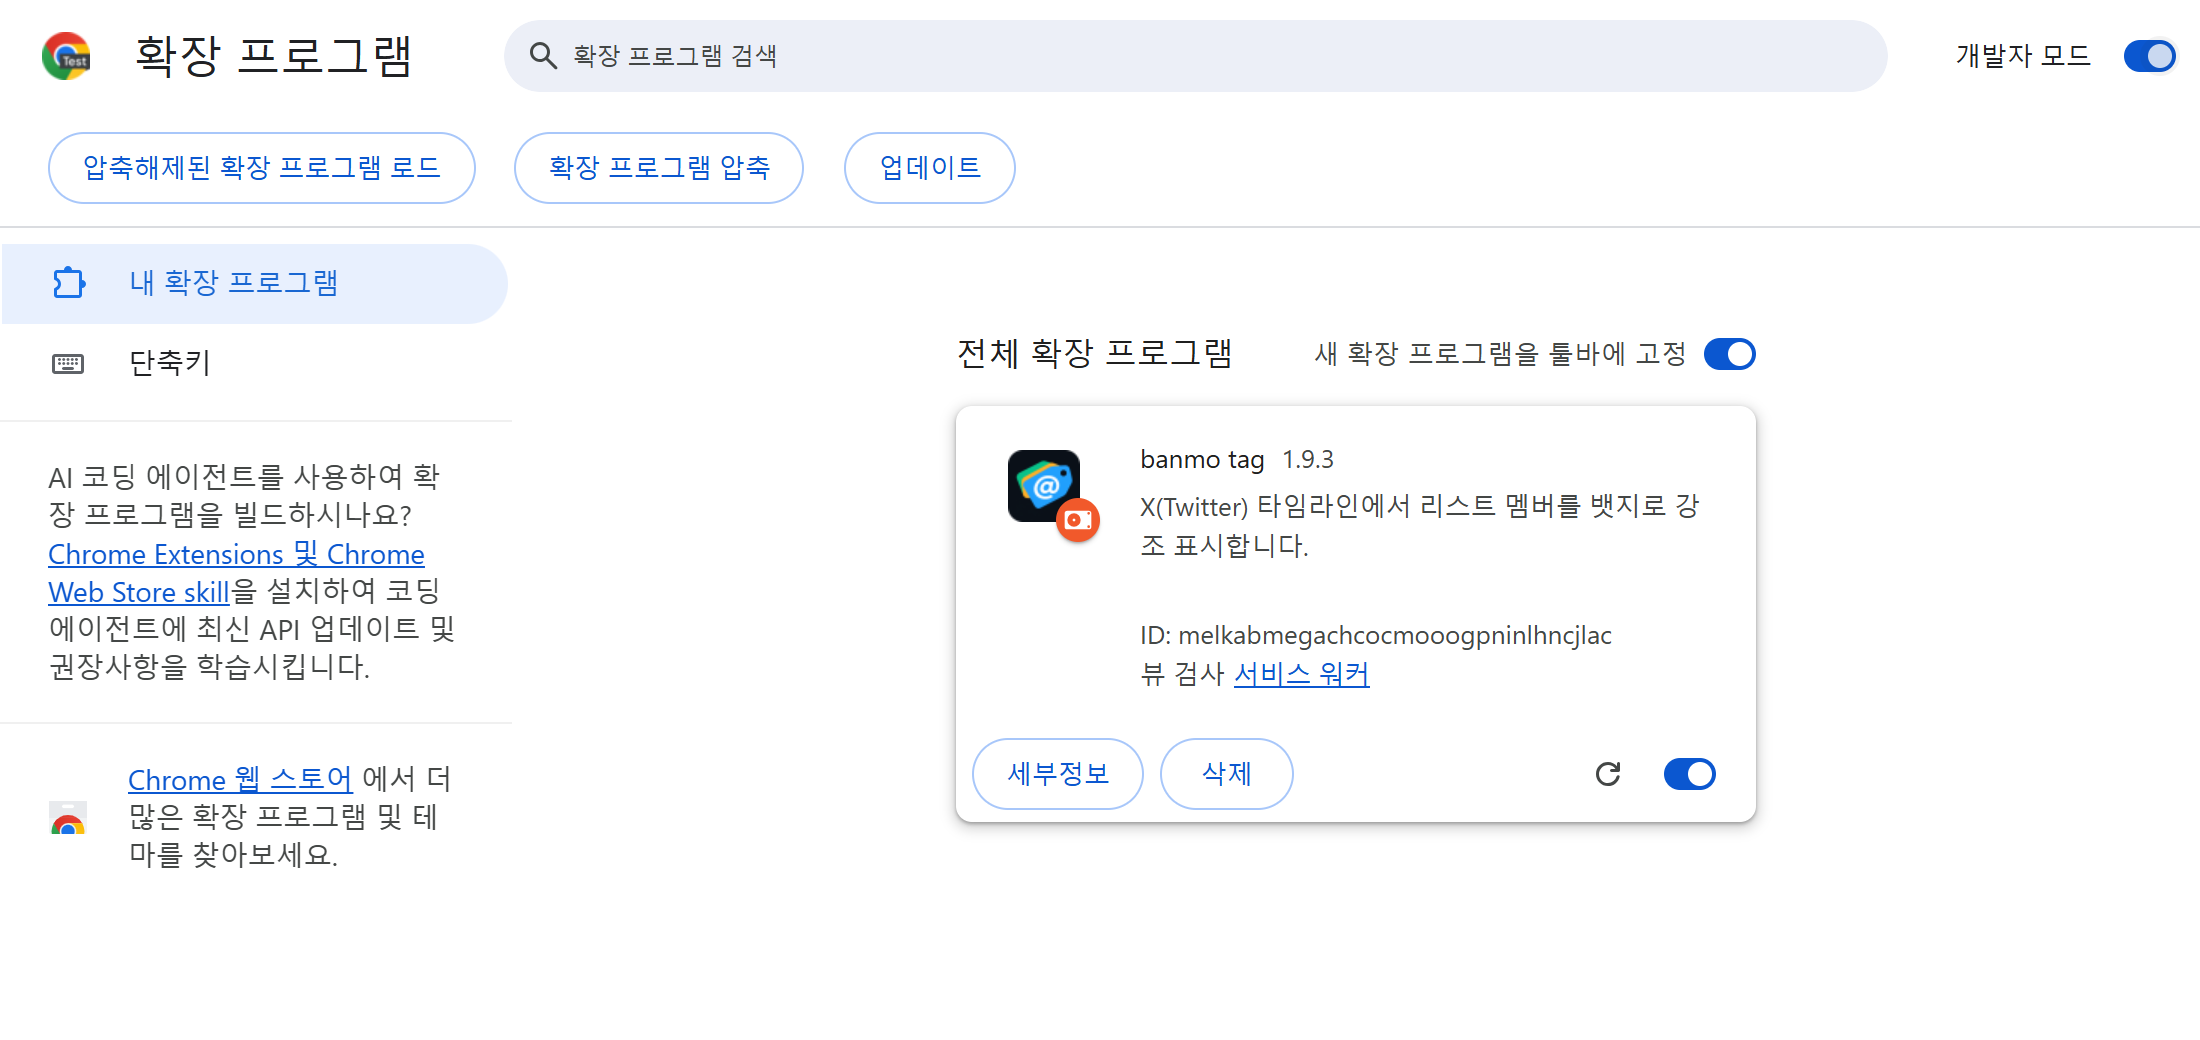 Test
확장 프로그램
확장 프로그램 검색
개발자 모드
압축해제된 확장 프로그램 로드
확장 프로그램 압축
업데이트
내 확장 프로그램
단축키
AI 코딩 에이전트를 사용하여 확
장 프로그램을 빌드하시나요?
Chrome Extensions 및 Chrome
Web Store skill을 설치하여 코딩
에이전트에 최신 API 업데이트 및
권장사항을 학습시킵니다.
Chrome 웹 스토어 에서 더
많은 확장 프로그램 및 테
마를 찾아보세요.
전체 확장 프로그램
새 확장 프로그램을 툴바에 고정
@
banmo tag 1.9.3
X(Twitter) 타임라인에서 리스트 멤버를 뱃지로 강
조 표시합니다.
ID: melkabmegachcocmooogpninlhncjlac
뷰 검사 서비스 워커
세부정보
삭제